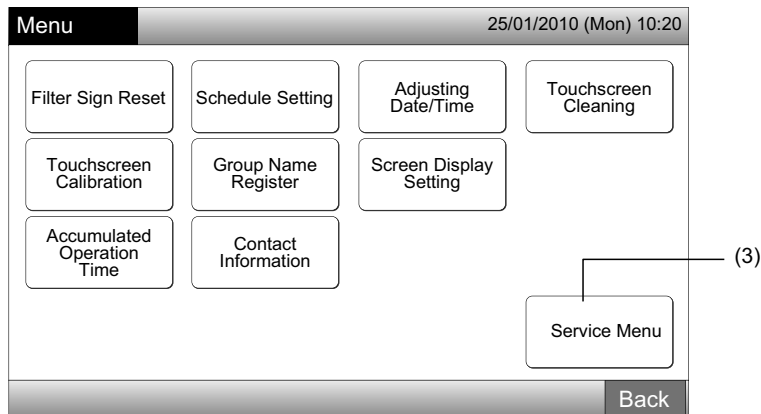 Menu
25/01/2010 (Mon) 10:20
Filter Sign Reset
Schedule Setting
Adjusting
Date/Time
Touchscreen
Cleaning
Touchscreen
Calibration
Group Name
Register
Screen Display
Setting
Accumulated
Operation
Time
Contact
Information
(3)
Service Menu
Back